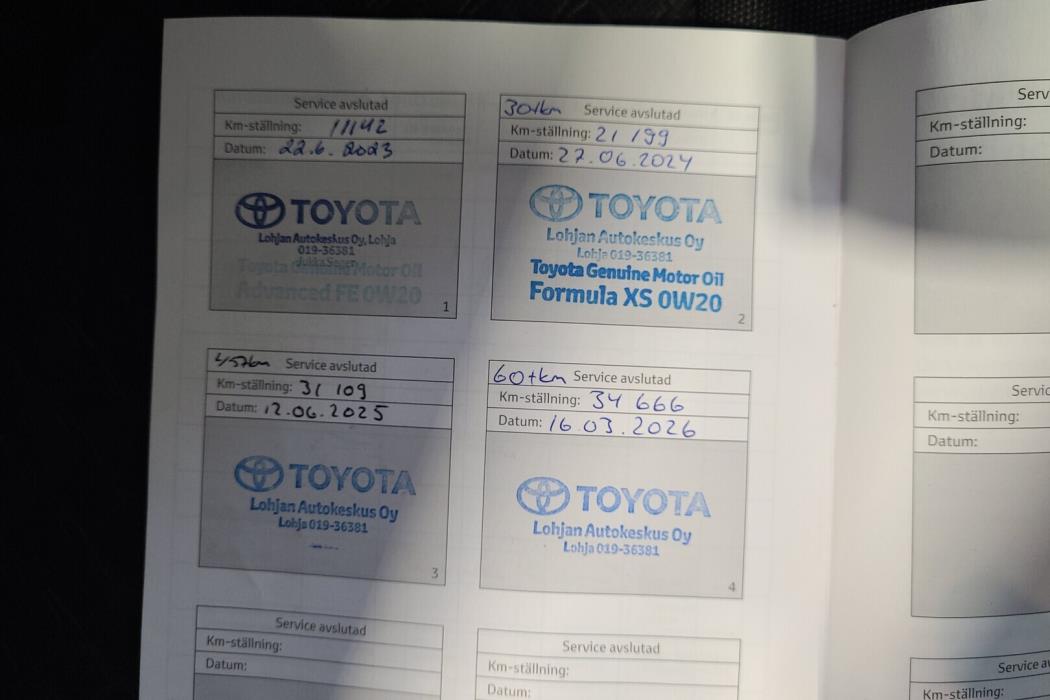 Service avslutad
Km-ställning: 11142
Datum: 22.6.2023
TOYOTA
Lohjan Autokeskus Oy, Lohja
019-36381
Toyota Genuine Motor Oil
Advanced FE 0W20
1
30tkm Service avslutad
Km-ställning: 21 199
Datum: 27.06.2024
TOYOTA
Lohjan Autokeskus Oy
Lohja 019-36381
Toyota Genuine Motor Oil
Formula XS 0W20
2
45tkm Service avslutad
Km-ställning: 31 109
Datum: 12.06.2025
TOYOTA
Lohjan Autokeskus Oy
Lohja 019-36381
3
60tkm Service avslutad
Km-ställning: 34 666
Datum: 16.03.2026
TOYOTA
Lohjan Autokeskus Oy
Lohja 019-36381
4
Service avslutad
Km-ställning:
Datum:
Service avslutad
Km-ställning:
Datum:
Serv
Km-ställning:
Datum:
Servic
Km-ställning:
Datum:
Service av
Km-ställning: